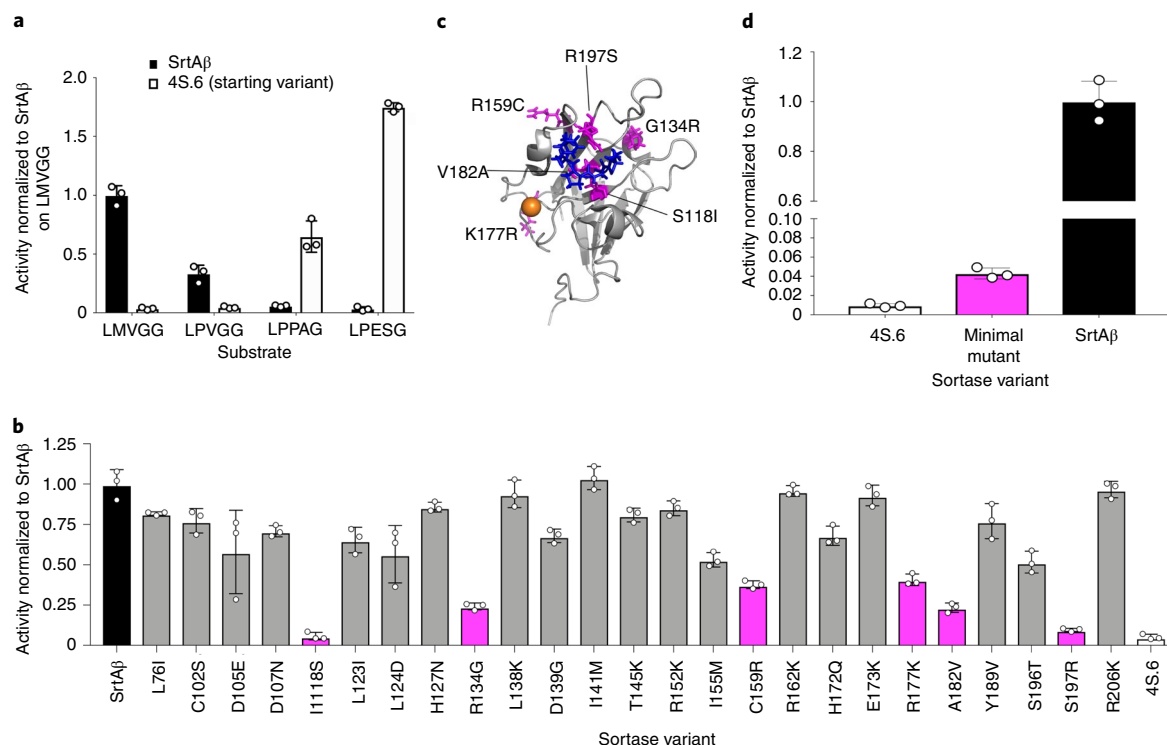 a
SrtAβ
4S.6 (starting variant)
Activity normalized to SrtAβ
on LMVGG
2.0
1.5
1.0
0.5
0
LMVGG
LPVGG
LPPAG
LPESG
Substrate
c
R197S
R159C
G134R
V182A
S118I
K177R
d
Activity normalized to SrtAβ
1.2
1.0
0.8
0.6
0.10
0.08
0.06
0.04
0.02
0
4S.6
Minimal
mutant
SrtAβ
Sortase variant
b
Activity normalized to SrtAβ
1.25
1.00
0.75
0.50
0.25
0
SrtAβ
L76I
C102S
D105E
D107N
I118S
L123I
L124D
H127N
R134G
L138K
D139G
I141M
T145K
R152K
I155M
C159R
R162K
H172Q
E173K
R177K
A182V
Y189V
S196T
S197R
R206K
4S.6
Sortase variant